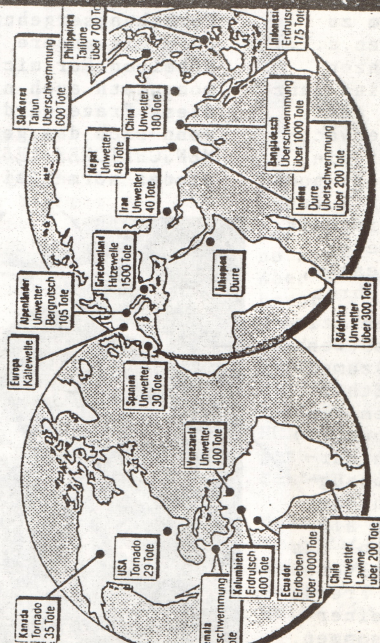 Kanada
Tornado
35 Tote
USA
Tornado
29 Tote
mala
schwemmung
Kolumbien
Erdrutsch
400 Tote
Venezuela
Unwetter
400 Tote
Ecuador
Erdbeben
über 1000 Tote
Chile
Unwetter
Lawine
über 200 Tote
Europa
Kältewelle
Alpenländer
Unwetter
Bergrutsch
105 Tote
Spanien
Unwetter
30 Tote
Griechenland
Hitzewelle
1500 Tote
Iran
Unwetter
40 Tote
Äthiopien
Dürre
Südafrika
Unwetter
über 300 Tote
Südkorea
Taifun
Überschwemmung
600 Tote
Philippinen
Taifune
über 700 To
Nepal
Unwetter
48 Tote
China
Unwetter
180 Tote
Indonesien
Erdrutsch
175 Tote
Bangladesch
Überschwemmung
über 1000 Tote
Indien
Dürre
Überschwemmung
über 200 Tote